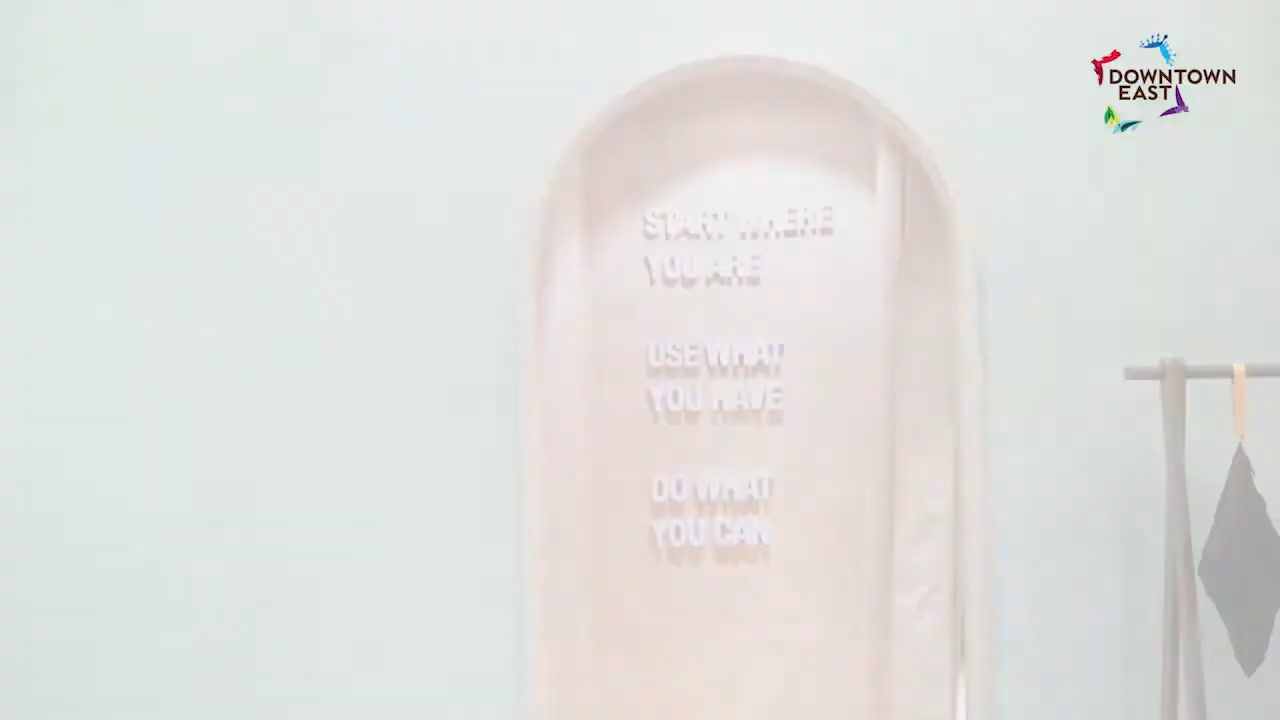 DOWNTOWN
EAST
START WHERE
YOU ARE
USE WHAT
YOU HAVE
DO WHAT
YOU CAN